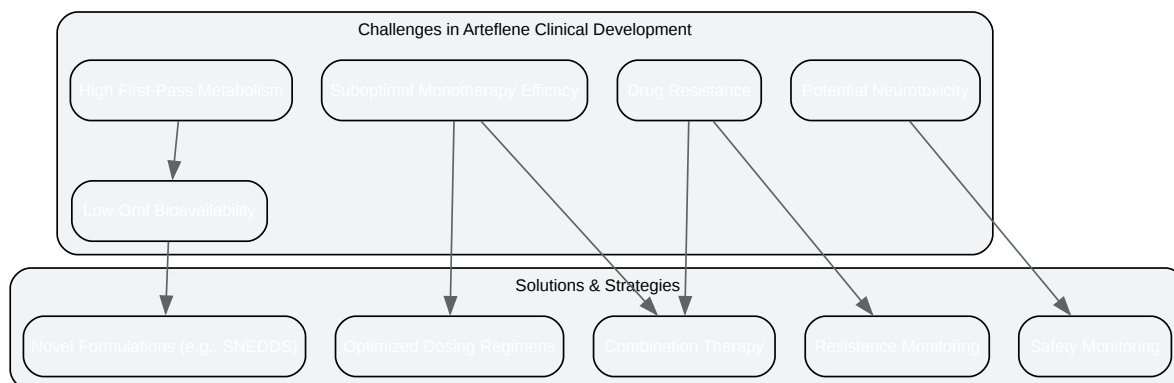 Challenges in Arteflene Clinical Development
High First-Pass Metabolism
Suboptimal Monotherapy Efficacy
Drug Resistance
Potential Neurotoxicity
Low Oral Bioavailability
Solutions & Strategies
Novel Formulations (e.g., SNEDDS)
Optimized Dosing Regimens
Combination Therapy
Resistance Monitoring
Safety Monitoring